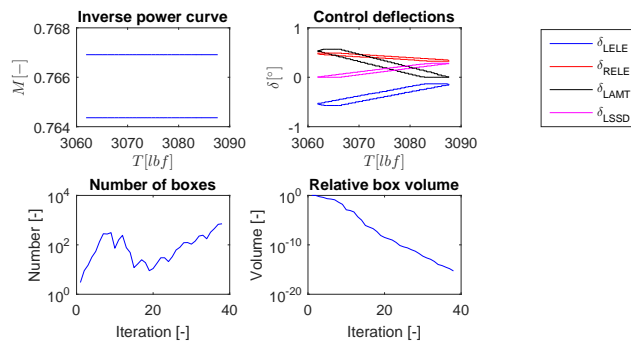 Inverse power curve
M[−]
0.768
0.766
0.764
3060 3070 3080 3090
T[lbf]
Control deflections
δ[°]
1
0
-1
3060 3070 3080 3090
T[lbf]
δLELE
δRELE
δLAMT
δLSSD
Number of boxes
Number [-]
10^4
10^2
10^0
0 20 40
Iteration [-]
Relative box volume
Volume [-]
10^0
10^-10
10^-20
0 20 40
Iteration [-]